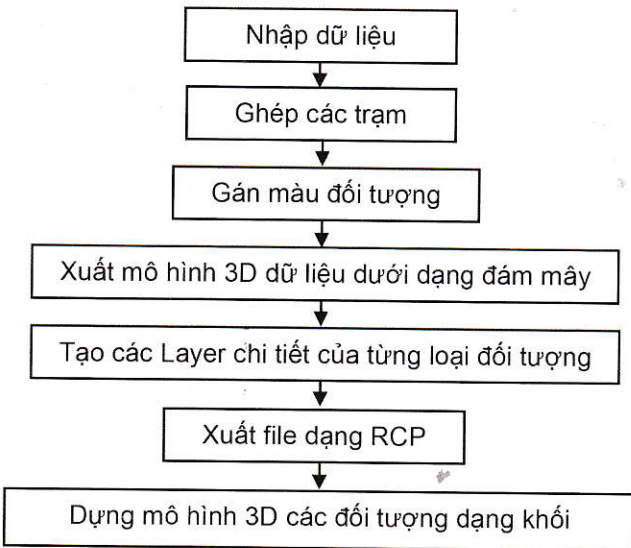 Nhập dữ liệu
Ghép các trạm
Gán màu đối tượng
Xuất mô hình 3D dữ liệu dưới dạng đám mây
Tạo các Layer chi tiết của từng loại đối tượng
Xuất file dạng RCP
Dựng mô hình 3D các đối tượng dạng khối